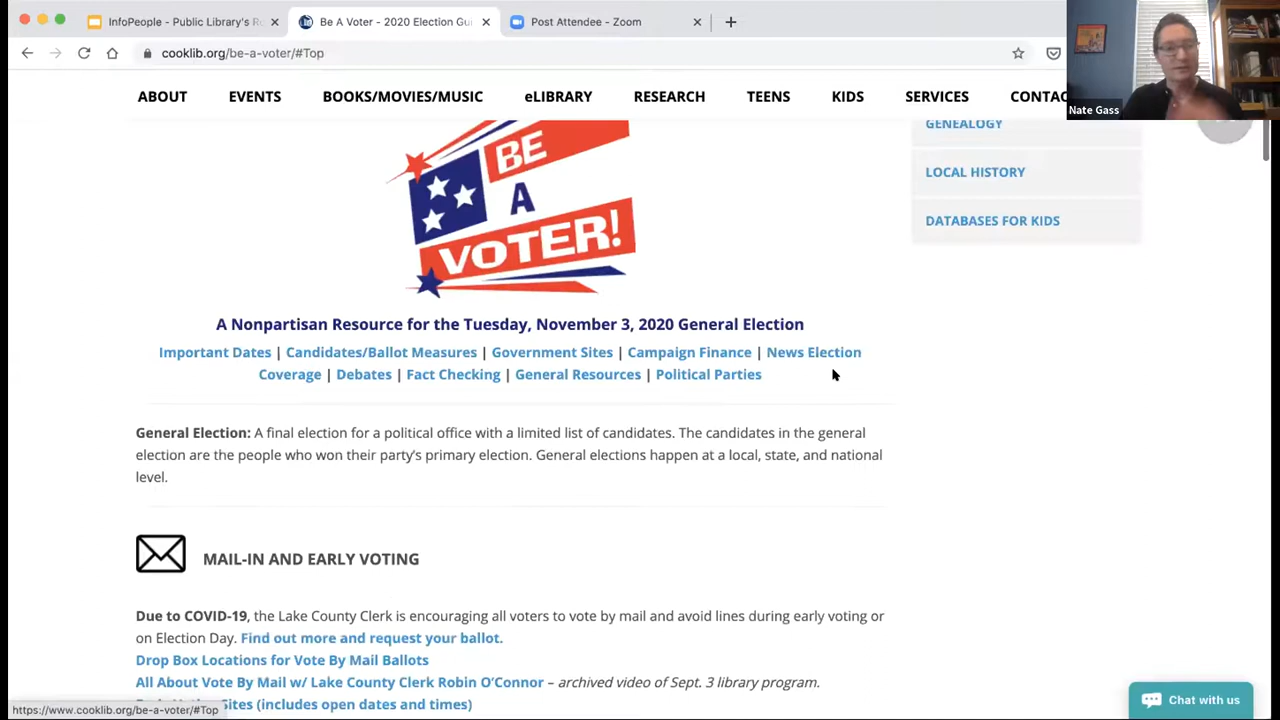 InfoPeople - Public Library's R
Be A Voter - 2020 Election Gu
Post Attendee - Zoom
cooklib.org/be-a-voter/#Top
Nate Gass
ABOUT
EVENTS
BOOKS/MOVIES/MUSIC
eLIBRARY
RESEARCH
TEENS
KIDS
SERVICES
CONTAC
GENEALOGY
LOCAL HISTORY
DATABASES FOR KIDS
BE
A
VOTER!
A Nonpartisan Resource for the Tuesday, November 3, 2020 General Election
Important Dates | Candidates/Ballot Measures | Government Sites | Campaign Finance | News Election
Coverage | Debates | Fact Checking | General Resources | Political Parties
General Election: A final election for a political office with a limited list of candidates. The candidates in the general
election are the people who won their party's primary election. General elections happen at a local, state, and national
level.
MAIL-IN AND EARLY VOTING
Due to COVID-19, the Lake County Clerk is encouraging all voters to vote by mail and avoid lines during early voting or
on Election Day. Find out more and request your ballot.
Drop Box Locations for Vote By Mail Ballots
All About Vote By Mail w/ Lake County Clerk Robin O'Connor – archived video of Sept. 3 library program.
Sites (includes open dates and times)
https://www.cooklib.org/be-a-voter/#Top
Chat with us